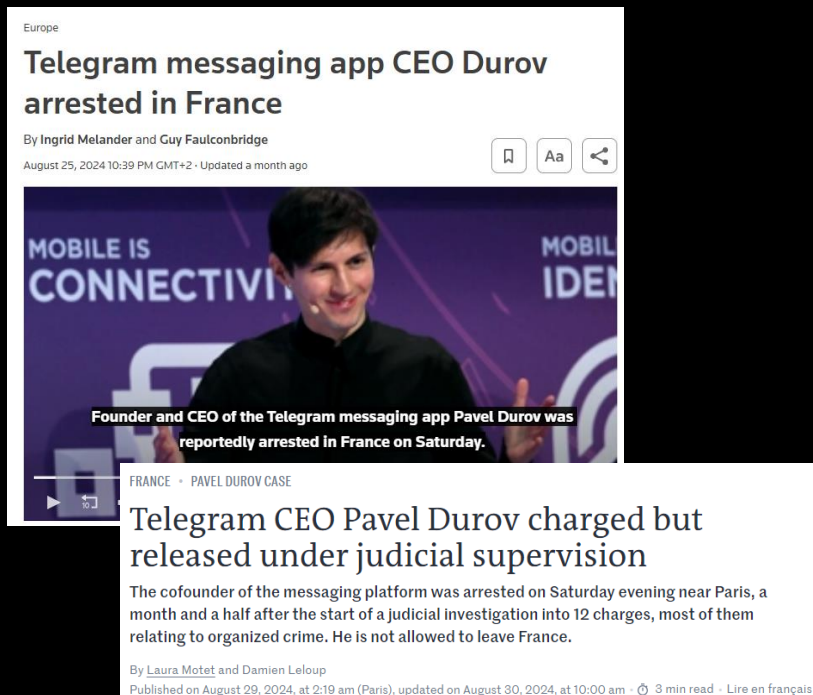 Europe
Telegram messaging app CEO Durov
arrested in France
By Ingrid Melander and Guy Faulconbridge
August 25, 2024 10:39 PM GMT+2 · Updated a month ago
Aa
MOBILE IS
CONNECTIVI
MOBIL
IDEN
Founder and CEO of the Telegram messaging app Pavel Durov was
reportedly arrested in France on Saturday.
10
FRANCE • PAVEL DUROV CASE
Telegram CEO Pavel Durov charged but
released under judicial supervision
The cofounder of the messaging platform was arrested on Saturday evening near Paris, a
month and a half after the start of a judicial investigation into 12 charges, most of them
relating to organized crime. He is not allowed to leave France.
By Laura Motet and Damien Leloup
Published on August 29, 2024, at 2:19 am (Paris), updated on August 30, 2024, at 10:00 am · 3 min read · Lire en français